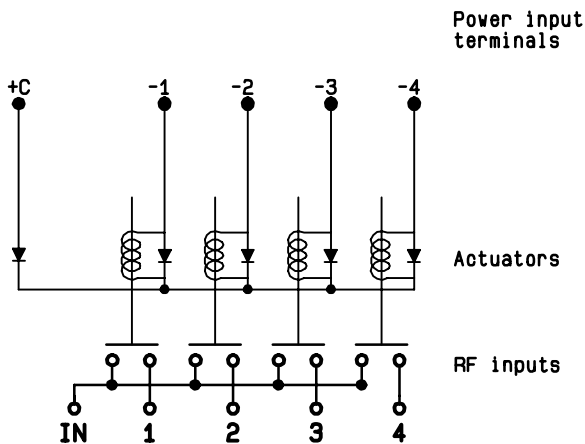 Power input
terminals
+C -1 -2 -3 -4
Actuators
RF inputs
IN 1 2 3 4